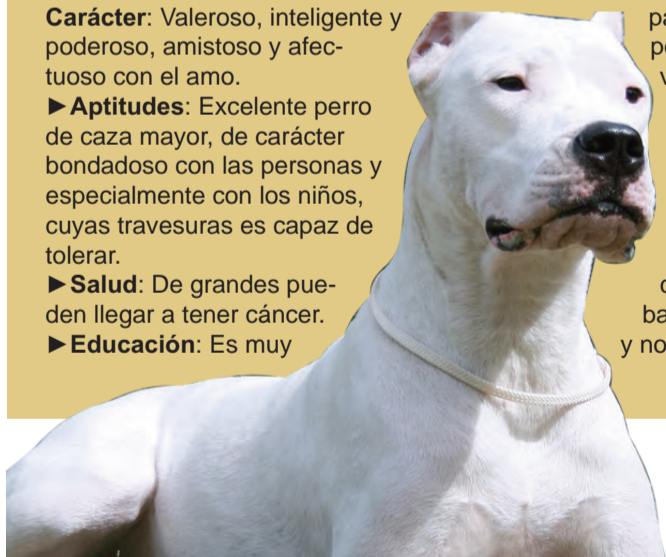 Carácter: Valeroso, inteligente y
poderoso, amistoso y afec-
tuoso con el amo.
►Aptitudes: Excelente perro
de caza mayor, de carácter
bondadoso con las personas y
especialmente con los niños,
cuyas travesuras es capaz de
tolerar.
►Salud: De grandes pue-
den llegar a tener cáncer.
►Educación: Es muy
y no